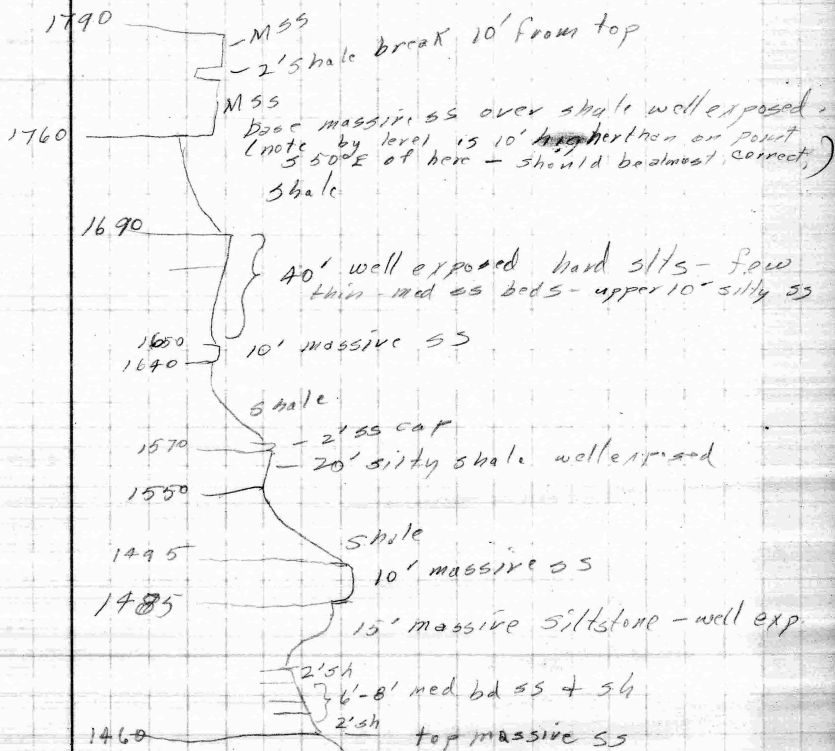 1790
- Mss
- 2' shale break 10' from top
Mss
base massive ss over shale well exposed.
1760
(note by level is 10' higher than on point
S 50° E of here - should be almost correct.)
Shale
1690
40' well exposed hard slts - few
thin-med ss beds - upper 10' silty ss
1650
10' massive ss
1640
Shale
- 2' ss cap
1570
- 20' silty shale well exposed
1550
Shale
1495
10' massive ss
1485
15' massive siltstone - well exp.
2' sh
6'-8' med bd ss & sh
2' sh
1460
top massive ss